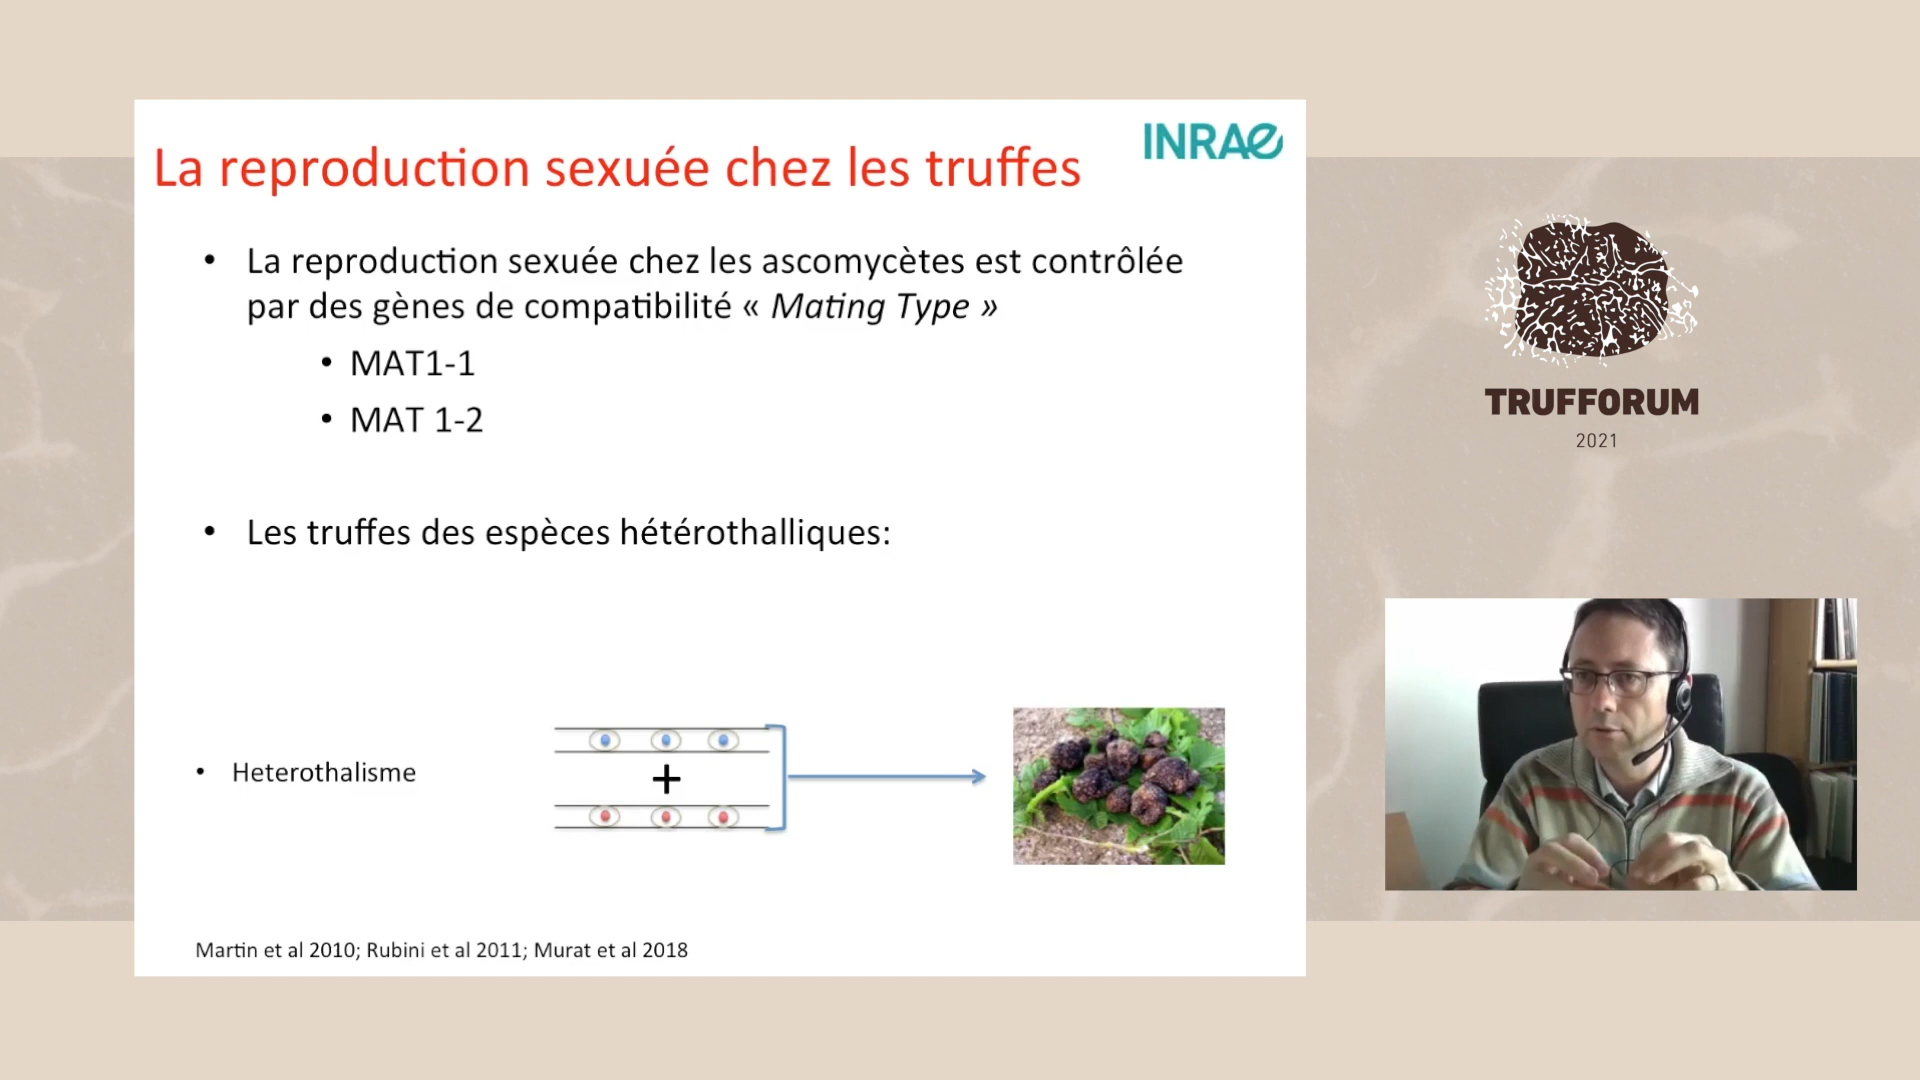 La reproduction sexuée chez les truffes
INRAE
• La reproduction sexuée chez les ascomycètes est contrôlée
par des gènes de compatibilité « Mating Type »
• MAT1-1
• MAT 1-2
• Les truffes des espèces hétérothalliques:
• Heterothalisme
+
Martin et al 2010; Rubini et al 2011; Murat et al 2018
TRUFFORUM
2021